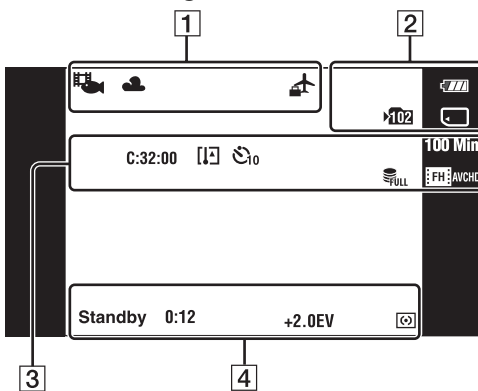 1 2
102
C:32:00 10 100 Min
FULL FH AVCHD
Standby 0:12 +2.0EV
3 4